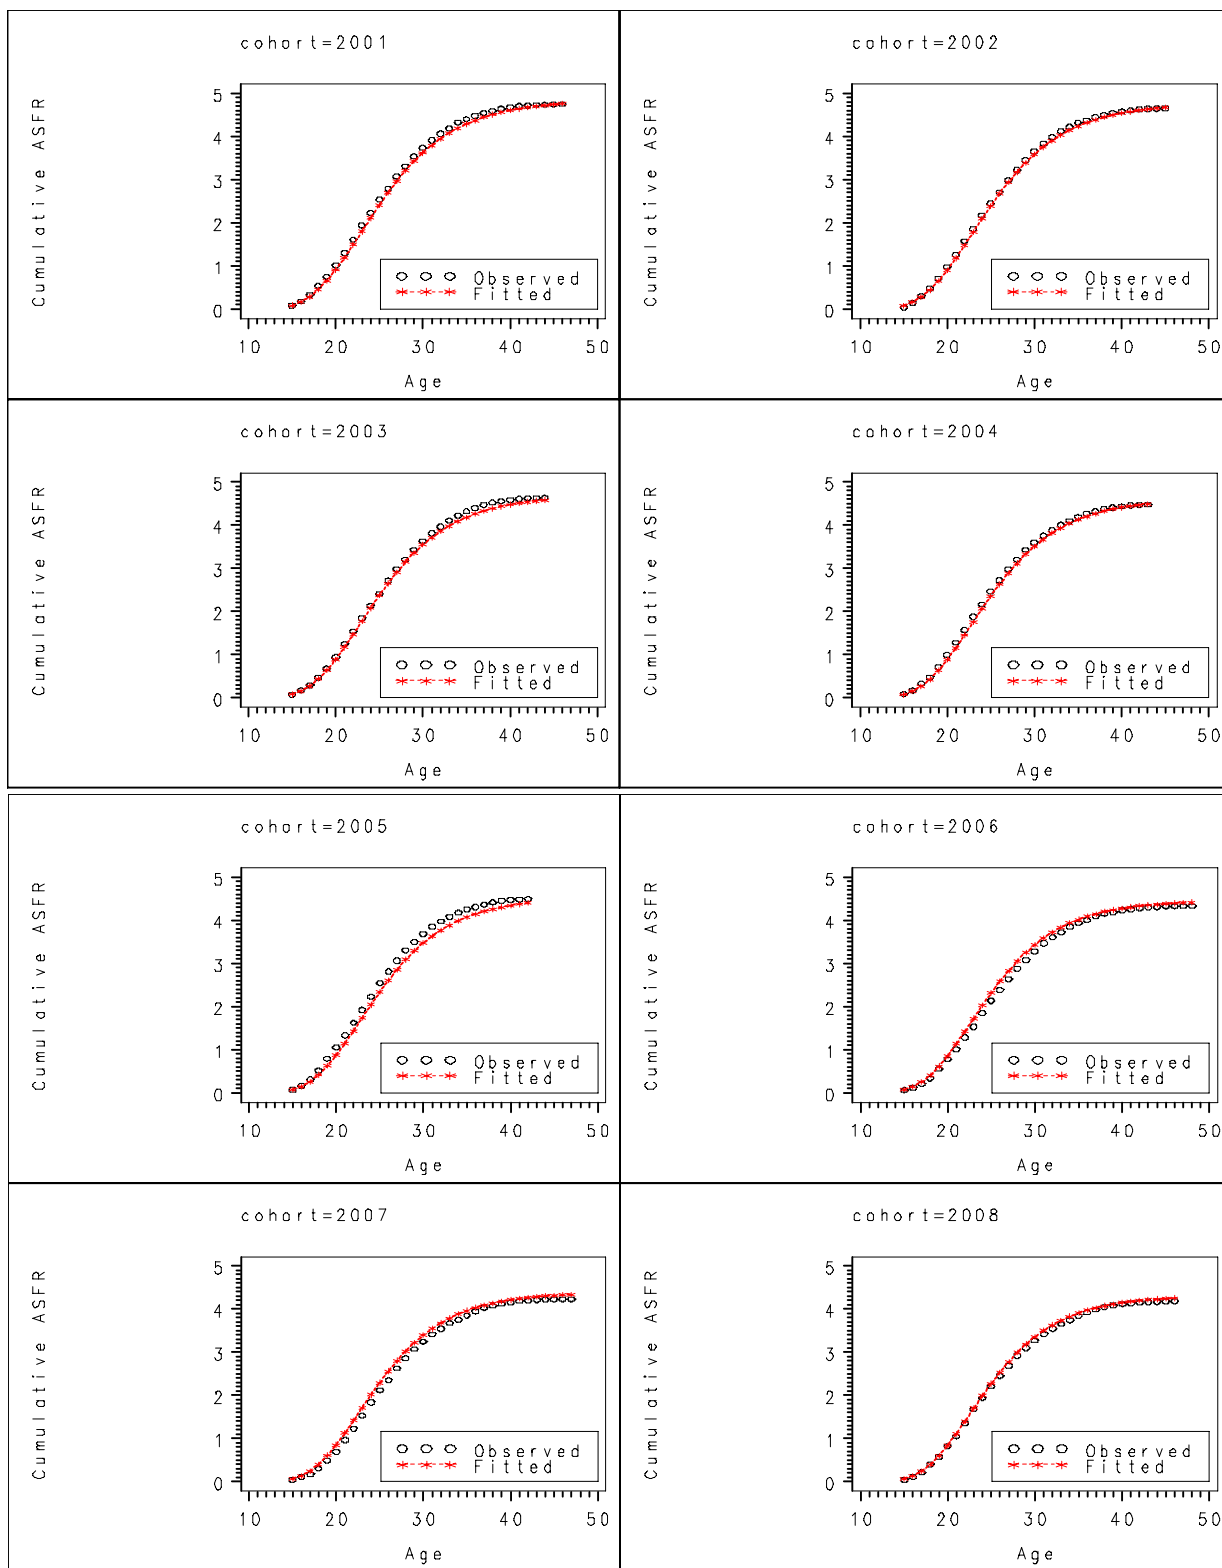 cohort=2001
Cumulative ASFR
5
4
3
2
1
0
Observed
Fitted
10 20 30 40 50
Age
cohort=2002
Cumulative ASFR
5
4
3
2
1
0
Observed
Fitted
10 20 30 40 50
Age
cohort=2003
Cumulative ASFR
5
4
3
2
1
0
Observed
Fitted
10 20 30 40 50
Age
cohort=2004
Cumulative ASFR
5
4
3
2
1
0
Observed
Fitted
10 20 30 40 50
Age
cohort=2005
Cumulative ASFR
5
4
3
2
1
0
Observed
Fitted
10 20 30 40 50
Age
cohort=2006
Cumulative ASFR
5
4
3
2
1
0
Observed
Fitted
10 20 30 40 50
Age
cohort=2007
Cumulative ASFR
5
4
3
2
1
0
Observed
Fitted
10 20 30 40 50
Age
cohort=2008
Cumulative ASFR
5
4
3
2
1
0
Observed
Fitted
10 20 30 40 50
Age